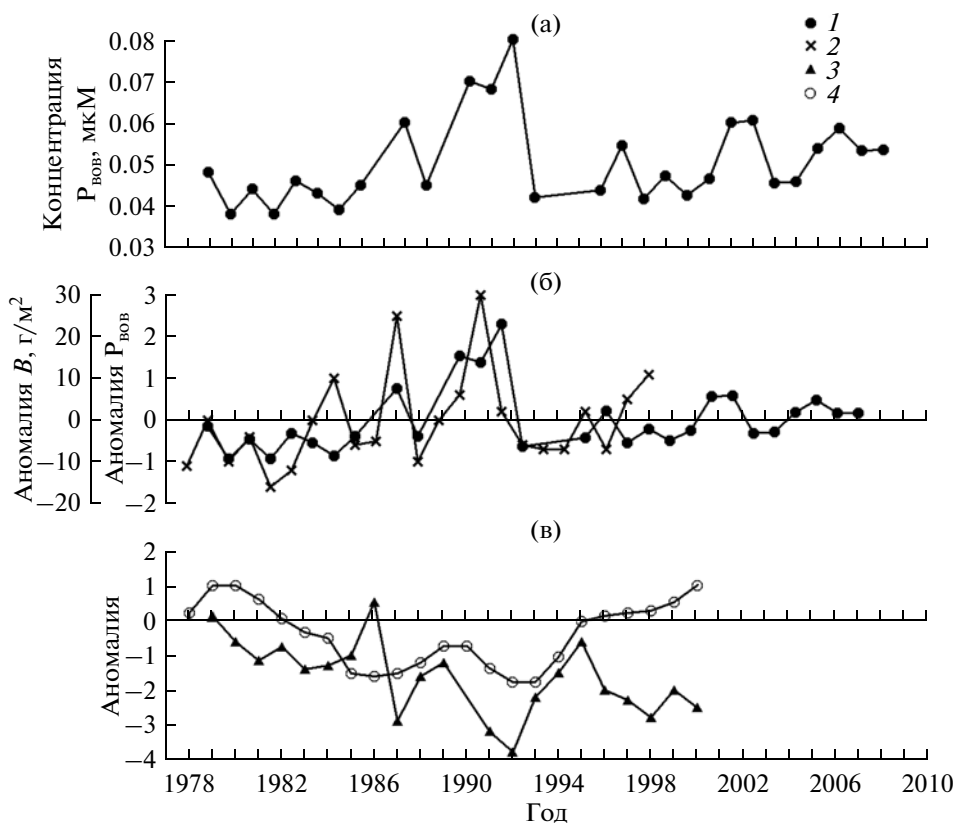 (а)
1
2
3
4
0.08
0.07
0.06
0.05
0.04
0.03
Концентрация
Pвов, мкМ
(б)
30
20
10
0
−10
−20
Аномалия B, г/м2
3
2
1
0
−1
−2
Аномалия Pвов
(в)
2
1
0
−1
−2
−3
−4
Аномалия
1978 1982 1986 1990 1994 1998 2002 2006 2010
Год